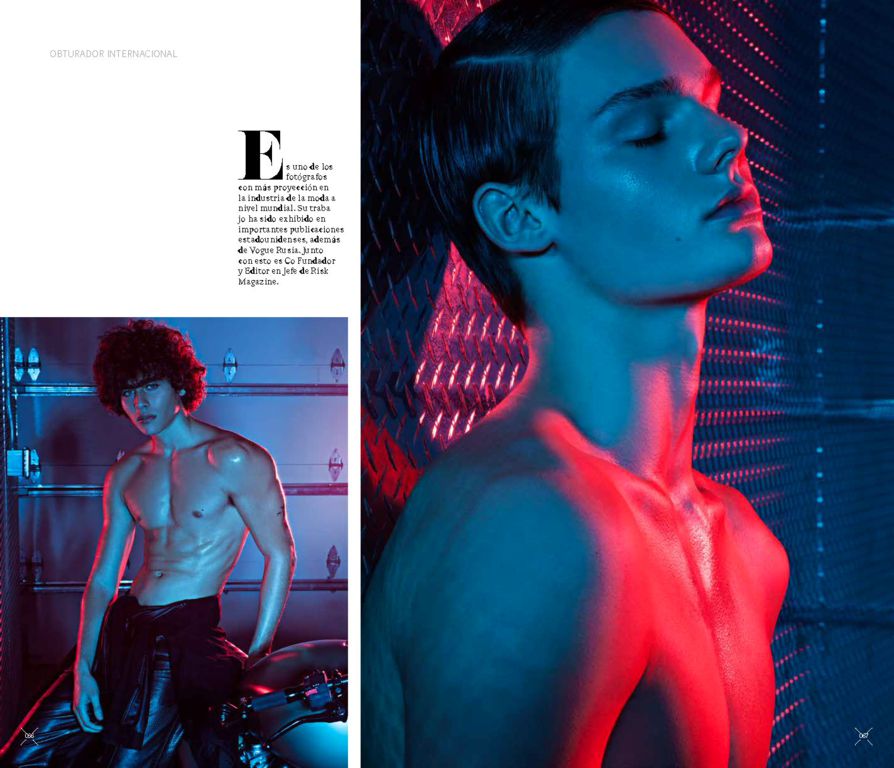 OBTURADOR INTERNACIONAL
Es uno de los
fotógrafos
con más proyección en
la industria de la moda a
nivel mundial. Su traba
jo ha sido exhibido en
importantes publicaciones
estadounidenses, además
de Vogue Rusia. Junto
con esto es Co Fundador
y Editor en Jefe de Risk
Magazine.
066
067